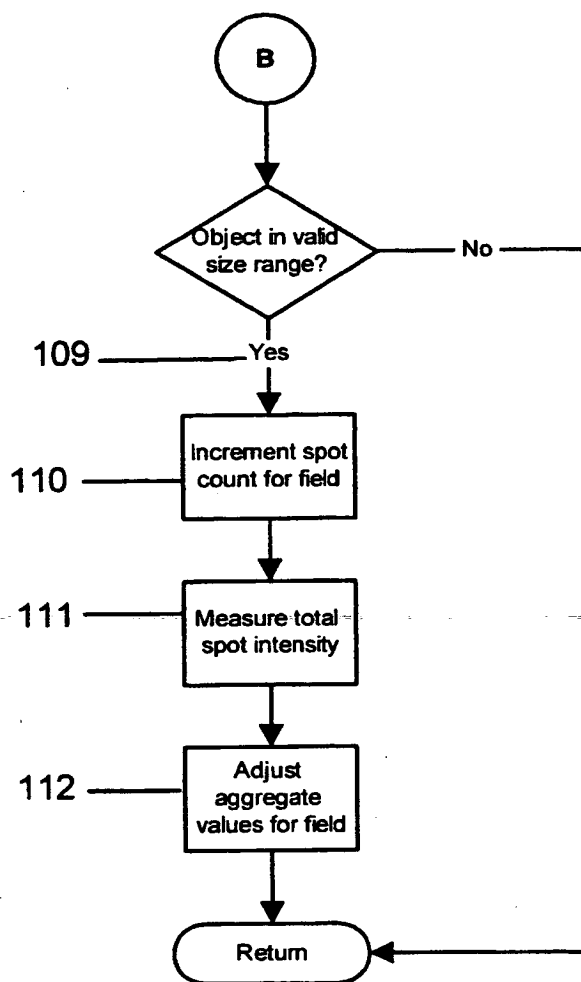 B
Object in valid
size range?
No
109
Yes
Increment spot
count for field
110
111
Measure total
spot intensity
112
Adjust
aggregate
values for field
Return